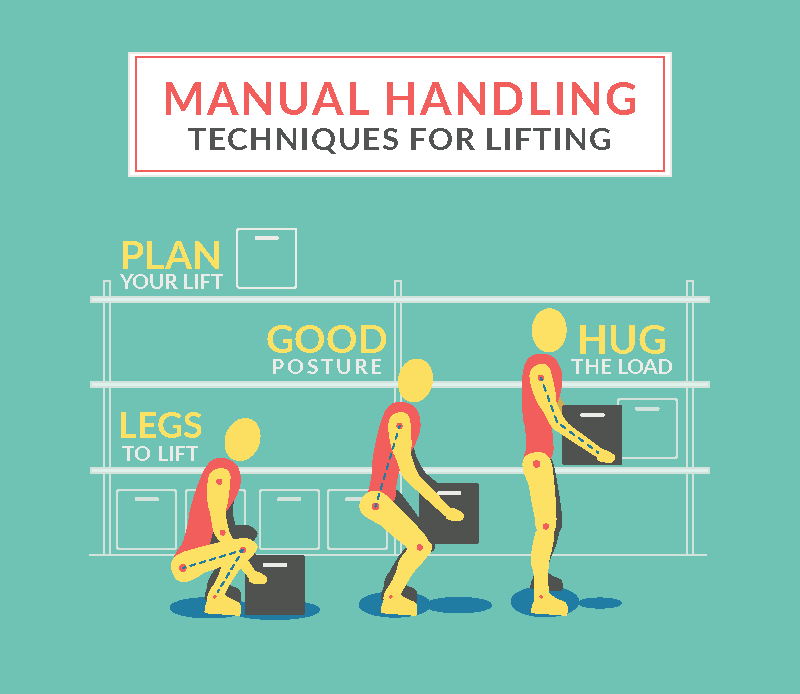 MANUAL HANDLING
TECHNIQUES FOR LIFTING
PLAN
YOUR LIFT
GOOD
POSTURE
HUG
THE LOAD
LEGS
TO LIFT